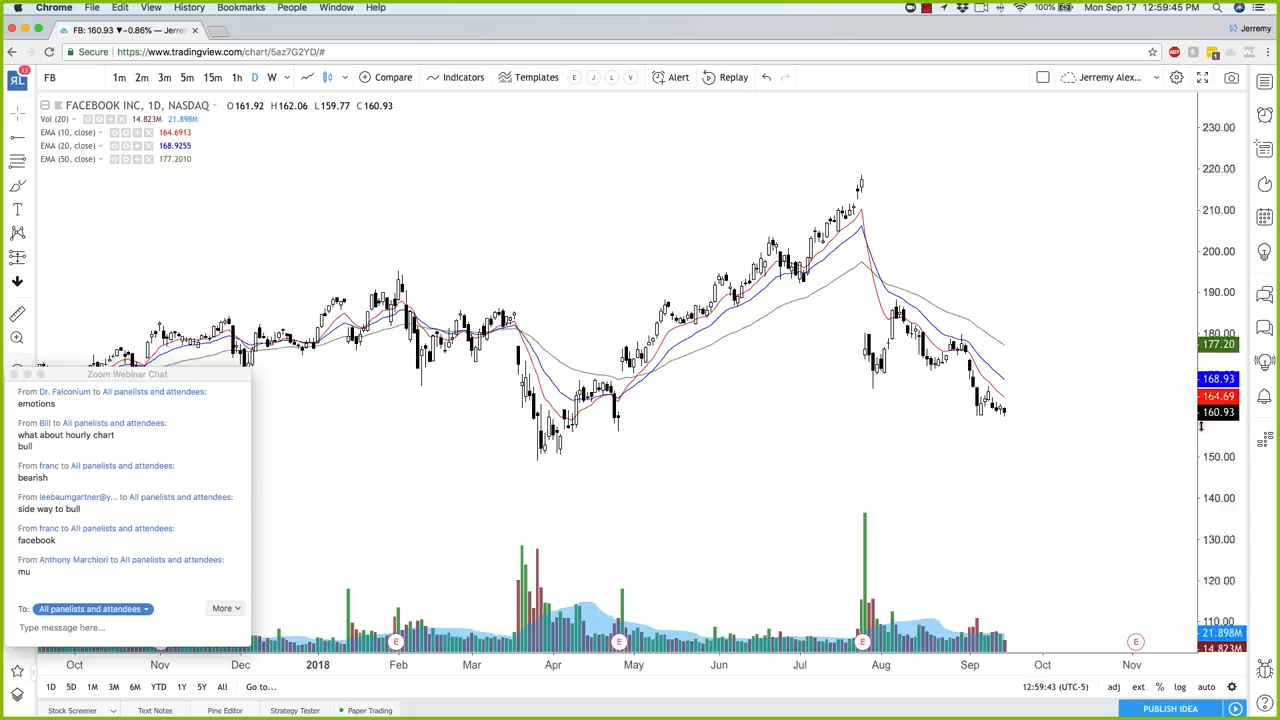 Chrome File Edit View History Bookmarks People Window Help 100% Mon Sep 17 12:59:45 PM
FB: 160.93 ▼-0.86% — Jerre
Jerremy
Secure https://www.tradingview.com/chart/5az7G2YD/#
FB 1m 2m 3m 5m 15m 1h D W Compare Indicators Templates E J L V Alert Replay Jerremy Alex...
FACEBOOK INC, 1D, NASDAQ O161.92 H162.06 L159.77 C160.93
Vol (20) 14.823M 21.898M
EMA (10, close) 164.6913
EMA (20, close) 168.9255
EMA (50, close) 177.2010
230.00
220.00
210.00
200.00
190.00
180.00
177.20
168.93
164.69
160.93
150.00
140.00
130.00
120.00
110.00
21.898M
14.823M
Zoom Webinar Chat
From Dr. Falconium to All panelists and attendees:
emotions
From Bill to All panelists and attendees:
what about hourly chart
bull
From franc to All panelists and attendees:
bearish
From leebaumgartner@y... to All panelists and attendees:
side way to bull
From franc to All panelists and attendees:
facebook
From Anthony Marchiori to All panelists and attendees:
mu
To: All panelists and attendees More
Type message here...
E E E E
Oct Nov Dec 2018 Feb Mar Apr May Jun Jul Aug Sep Oct Nov
1D 5D 1M 3M 6M YTD 1Y 5Y All Go to... 12:59:43 (UTC-5) adj ext % log auto
Stock Screener Text Notes Pine Editor Strategy Tester Paper Trading PUBLISH IDEA